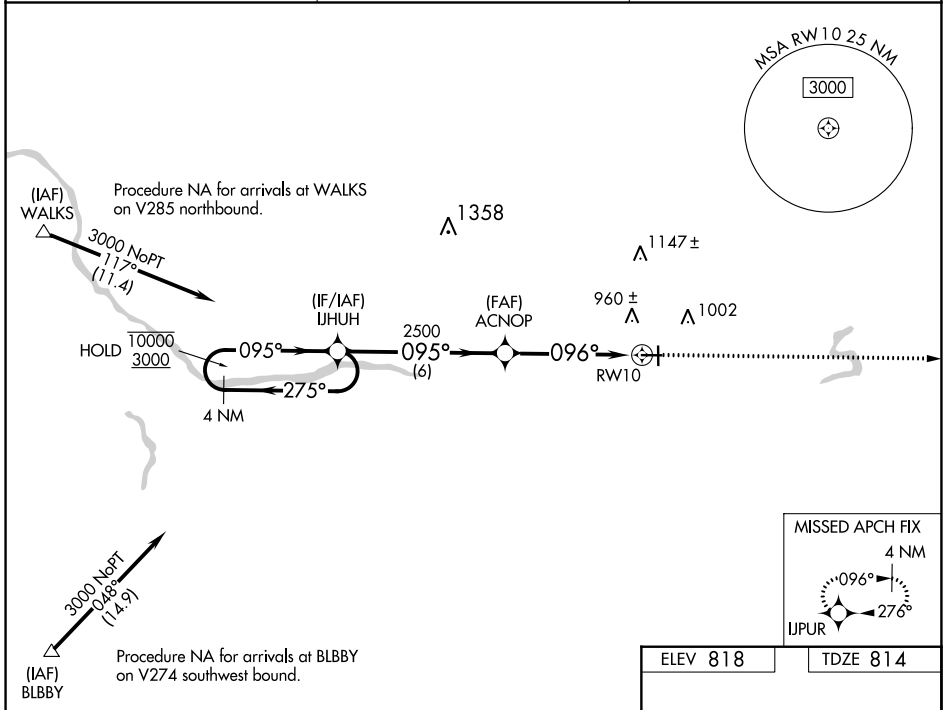 MSA RW10 25 NM
3000
(IAF)
WALKS
Procedure NA for arrivals at WALKS
on V285 northbound.
3000 NoPT
117°
(11.4)
1358
1147 ±
960 ±
1002
(IF/IAF)
IJHUH
(FAF)
ACNOP
HOLD
10000
3000
095°
2500
095°
(6)
096°
RW10
275°
4 NM
3000 NoPT
048°
(14.9)
(IAF)
BLBBY
Procedure NA for arrivals at BLBBY
on V274 southwest bound.
MISSED APCH FIX
4 NM
096°
276°
IJPUR
ELEV 818
TDZE 814